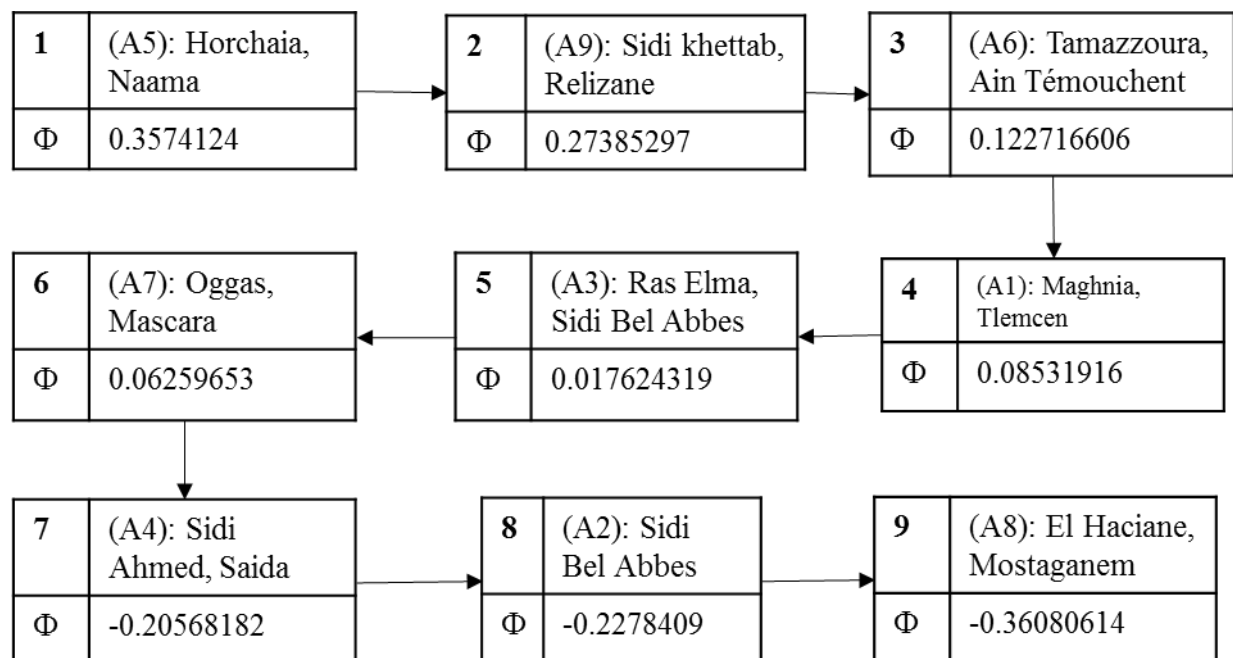 1 (A5): Horchaia,
Naama
Φ 0.3574124
2 (A9): Sidi khettab,
Relizane
Φ 0.27385297
3 (A6): Tamazzoura,
Ain Témouchent
Φ 0.122716606
4 (A1): Maghnia,
Tlemcen
Φ 0.08531916
5 (A3): Ras Elma,
Sidi Bel Abbes
Φ 0.017624319
6 (A7): Oggas,
Mascara
Φ 0.06259653
7 (A4): Sidi
Ahmed, Saida
Φ -0.20568182
8 (A2): Sidi
Bel Abbes
Φ -0.2278409
9 (A8): El Haciane,
Mostaganem
Φ -0.36080614